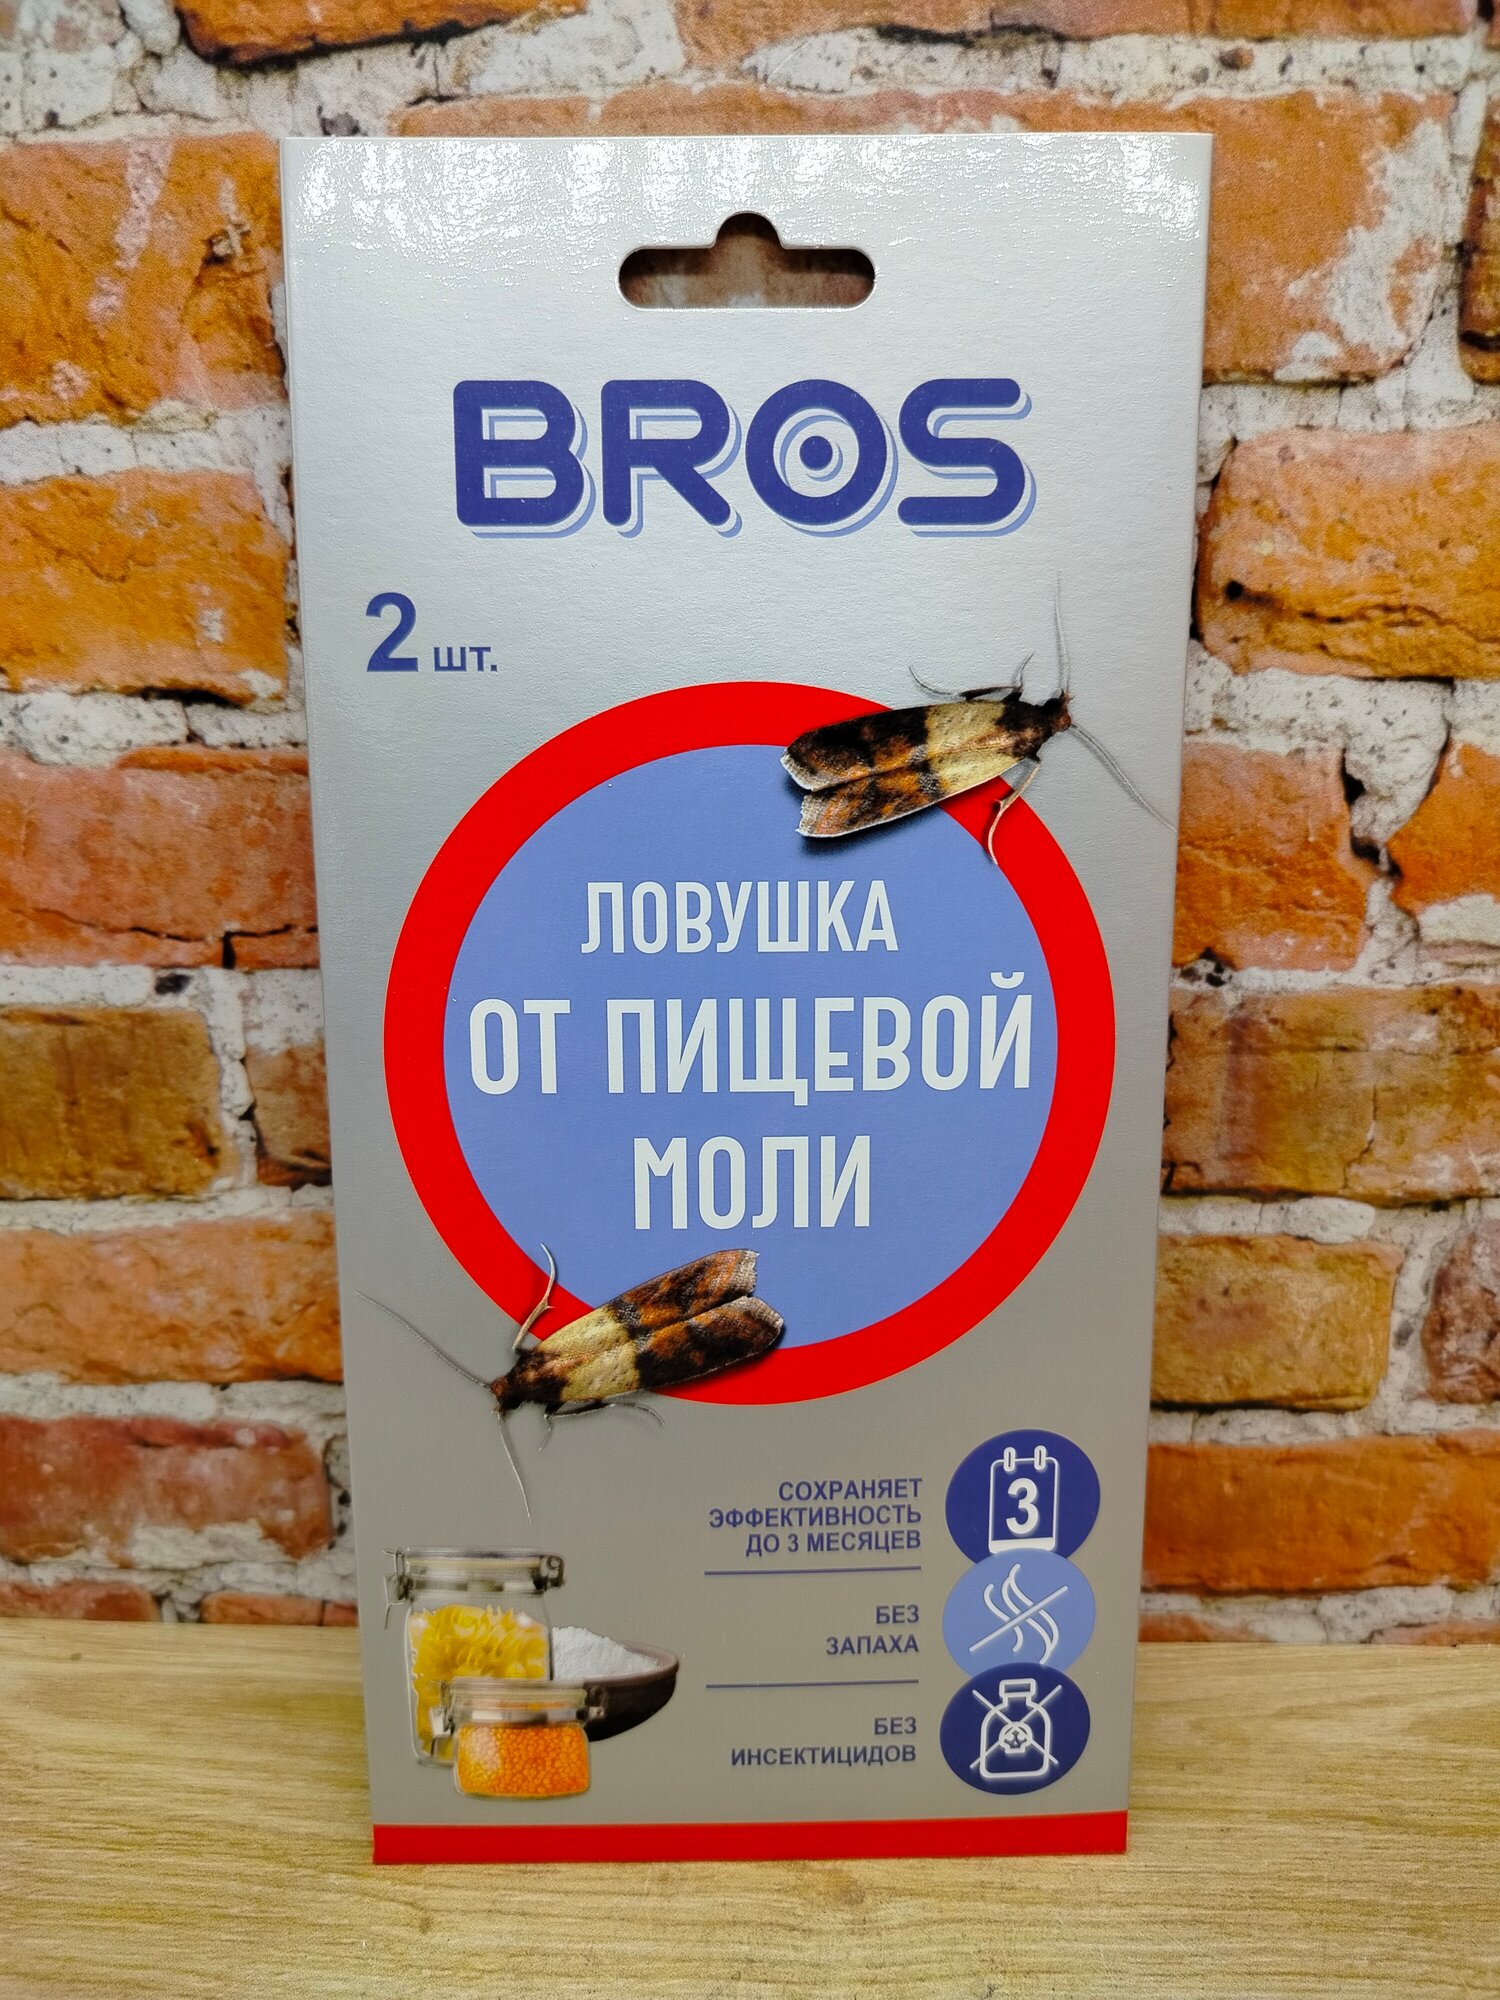 BROS
2 шт.
ЛОВУШКА
ОТ ПИЩЕВОЙ
МОЛИ
СОХРАНЯЕТ
ЭФФЕКТИВНОСТЬ
ДО 3 МЕСЯЦЕВ
3
БЕЗ
ЗАПАХА
БЕЗ
ИНСЕКТИЦИДОВ